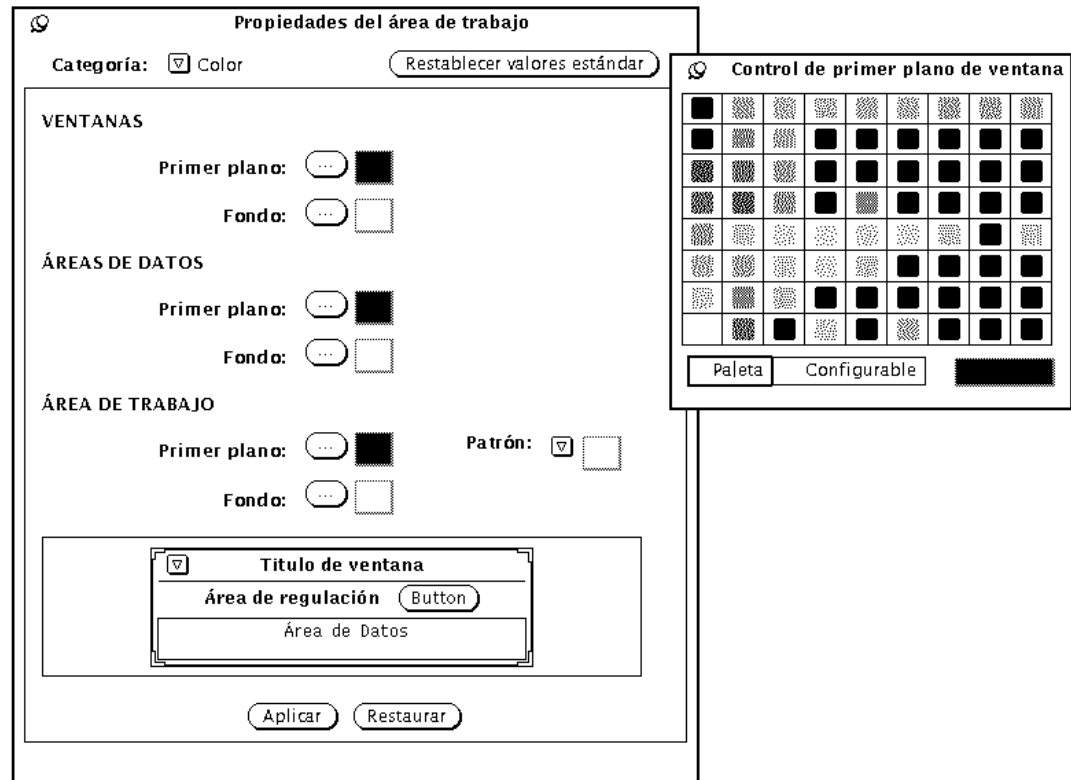 Propiedades del área de trabajo
Categoría: Color Restablecer valores estándar
VENTANAS
Primer plano: ...
Fondo: ...
ÁREAS DE DATOS
Primer plano: ...
Fondo: ...
ÁREA DE TRABAJO
Primer plano: ... Patrón:
Fondo: ...
Titulo de ventana
Área de regulación Button
Área de Datos
Aplicar Restaurar
Control de primer plano de ventana
Paleta Configurable